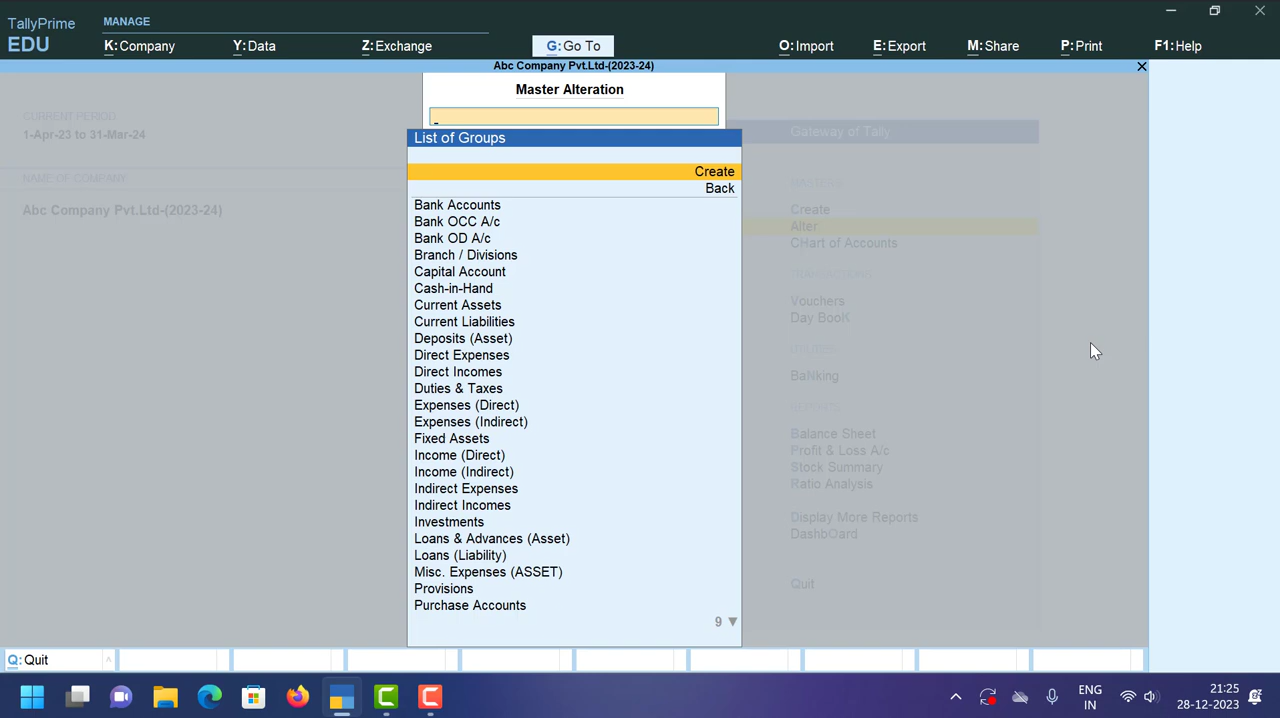 TallyPrime
EDU
MANAGE
K:Company
Y:Data
Z:Exchange
G:Go To
O:Import
E:Export
M:Share
P:Print
F1:Help
Abc Company Pvt.Ltd-(2023-24)
CURRENT PERIOD
1-Apr-23 to 31-Mar-24
NAME OF COMPANY
Abc Company Pvt.Ltd-(2023-24)
Master Alteration
List of Groups
Create
Back
Bank Accounts
Bank OCC A/c
Bank OD A/c
Branch / Divisions
Capital Account
Cash-in-Hand
Current Assets
Current Liabilities
Deposits (Asset)
Direct Expenses
Direct Incomes
Duties & Taxes
Expenses (Direct)
Expenses (Indirect)
Fixed Assets
Income (Direct)
Income (Indirect)
Indirect Expenses
Indirect Incomes
Investments
Loans & Advances (Asset)
Loans (Liability)
Misc. Expenses (ASSET)
Provisions
Purchase Accounts
9 ▼
Gateway of Tally
MASTERS
Create
Alter
CHart of Accounts
TRANSACTIONS
Vouchers
Day BooK
UTILITIES
BaNking
REPORTS
Balance Sheet
Profit & Loss A/c
Stock Summary
Ratio Analysis
Display More Reports
DashbOard
Quit
Q:Quit
ENG
IN
21:25
28-12-2023